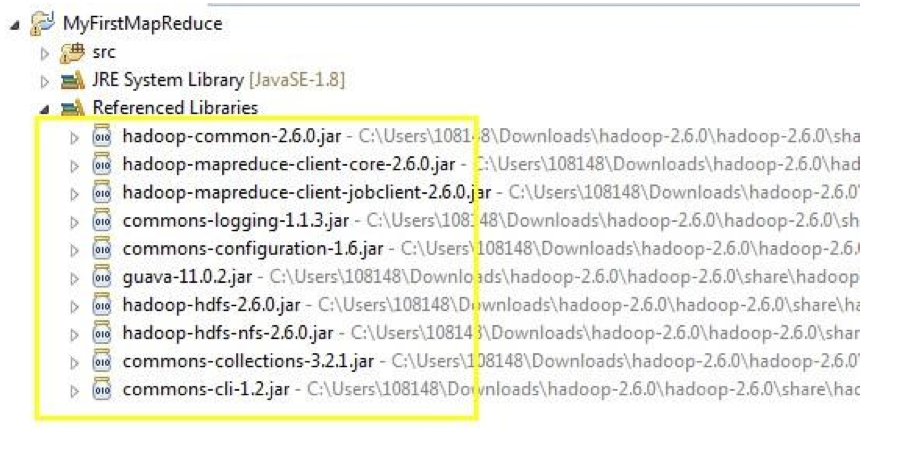 MyFirstMapReduce
src
JRE System Library [JavaSE-1.8]
Referenced Libraries
hadoop-common-2.6.0.jar - C:\Users\108148\Downloads\hadoop-2.6.0\hadoop-2.6.0\sha
hadoop-mapreduce-client-core-2.6.0.jar - C:\Users\108148\Downloads\hadoop-2.6.0\had
hadoop-mapreduce-client-jobclient-2.6.0.jar - C:\Users\108148\Downloads\hadoop-2.6.0\
commons-logging-1.1.3.jar - C:\Users\108148\Downloads\hadoop-2.6.0\hadoop-2.6.0\sh
commons-configuration-1.6.jar - C:\Users\108148\Downloads\hadoop-2.6.0\hadoop-2.6.
guava-11.0.2.jar - C:\Users\108148\Downloads\hadoop-2.6.0\hadoop-2.6.0\share\hadoop
hadoop-hdfs-2.6.0.jar - C:\Users\108148\Downloads\hadoop-2.6.0\hadoop-2.6.0\share\ha
hadoop-hdfs-nfs-2.6.0.jar - C:\Users\108148\Downloads\hadoop-2.6.0\hadoop-2.6.0\shar
commons-collections-3.2.1.jar - C:\Users\108148\Downloads\hadoop-2.6.0\hadoop-2.6.0\
commons-cli-1.2.jar - C:\Users\108148\Downloads\hadoop-2.6.0\hadoop-2.6.0\share\hac